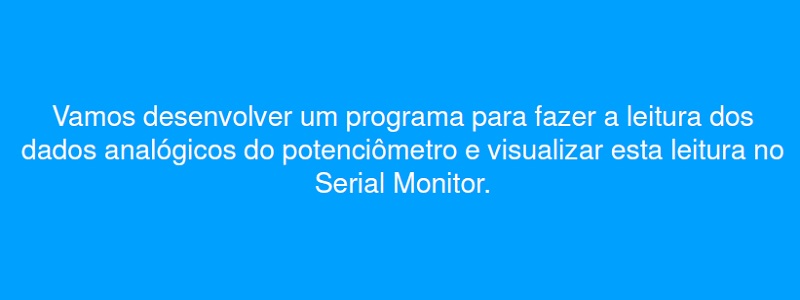 Vamos desenvolver um programa para fazer a leitura dos
dados analógicos do potenciômetro e visualizar esta leitura no
Serial Monitor.